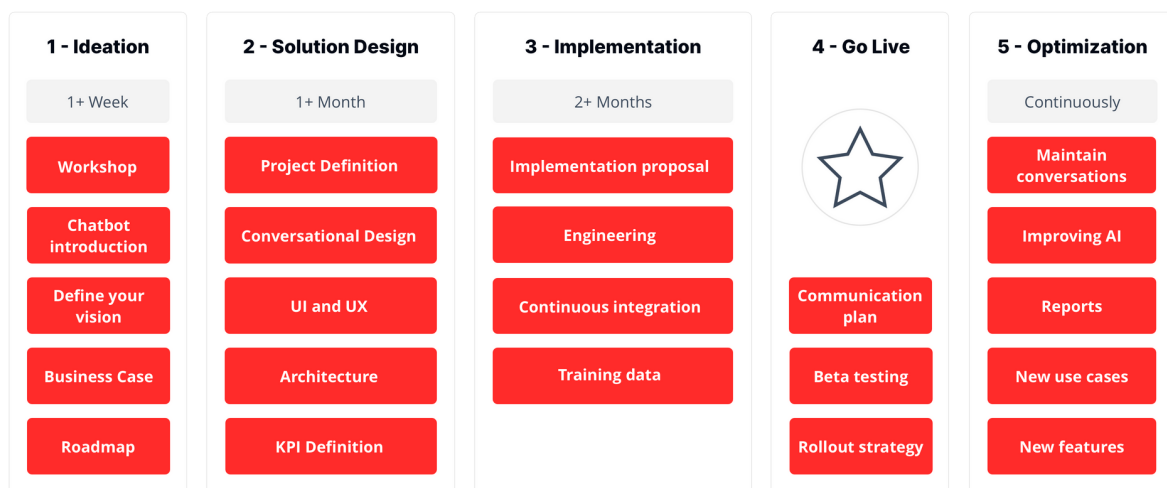 1 - Ideation
1+ Week
Workshop
Chatbot
introduction
Define your
vision
Business Case
Roadmap
2 - Solution Design
1+ Month
Project Definition
Conversational Design
UI and UX
Architecture
KPI Definition
3 - Implementation
2+ Months
Implementation proposal
Engineering
Continuous integration
Training data
4 - Go Live
Communication
plan
Beta testing
Rollout strategy
5 - Optimization
Continuously
Maintain
conversations
Improving AI
Reports
New use cases
New features